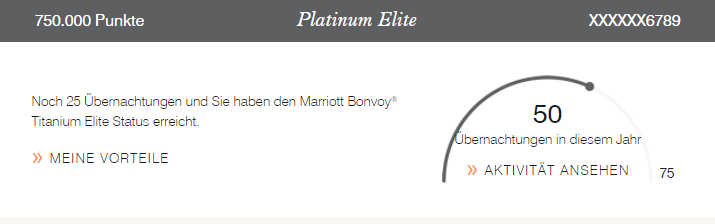 750.000 Punkte Platinum Elite XXXXXX6789
Noch 25 Übernachtungen und Sie haben den Marriott Bonvoy®
Titanium Elite Status erreicht.
» MEINE VORTEILE
50
Übernachtungen in diesem Jahr
» AKTIVITÄT ANSEHEN
75